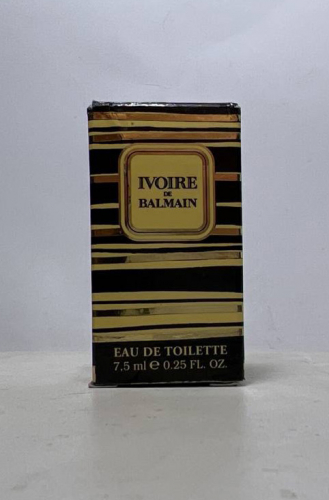 IVOIRE
DE
BALMAIN
EAU DE TOILETTE
7.5 ml ℮ 0.25 FL. OZ.